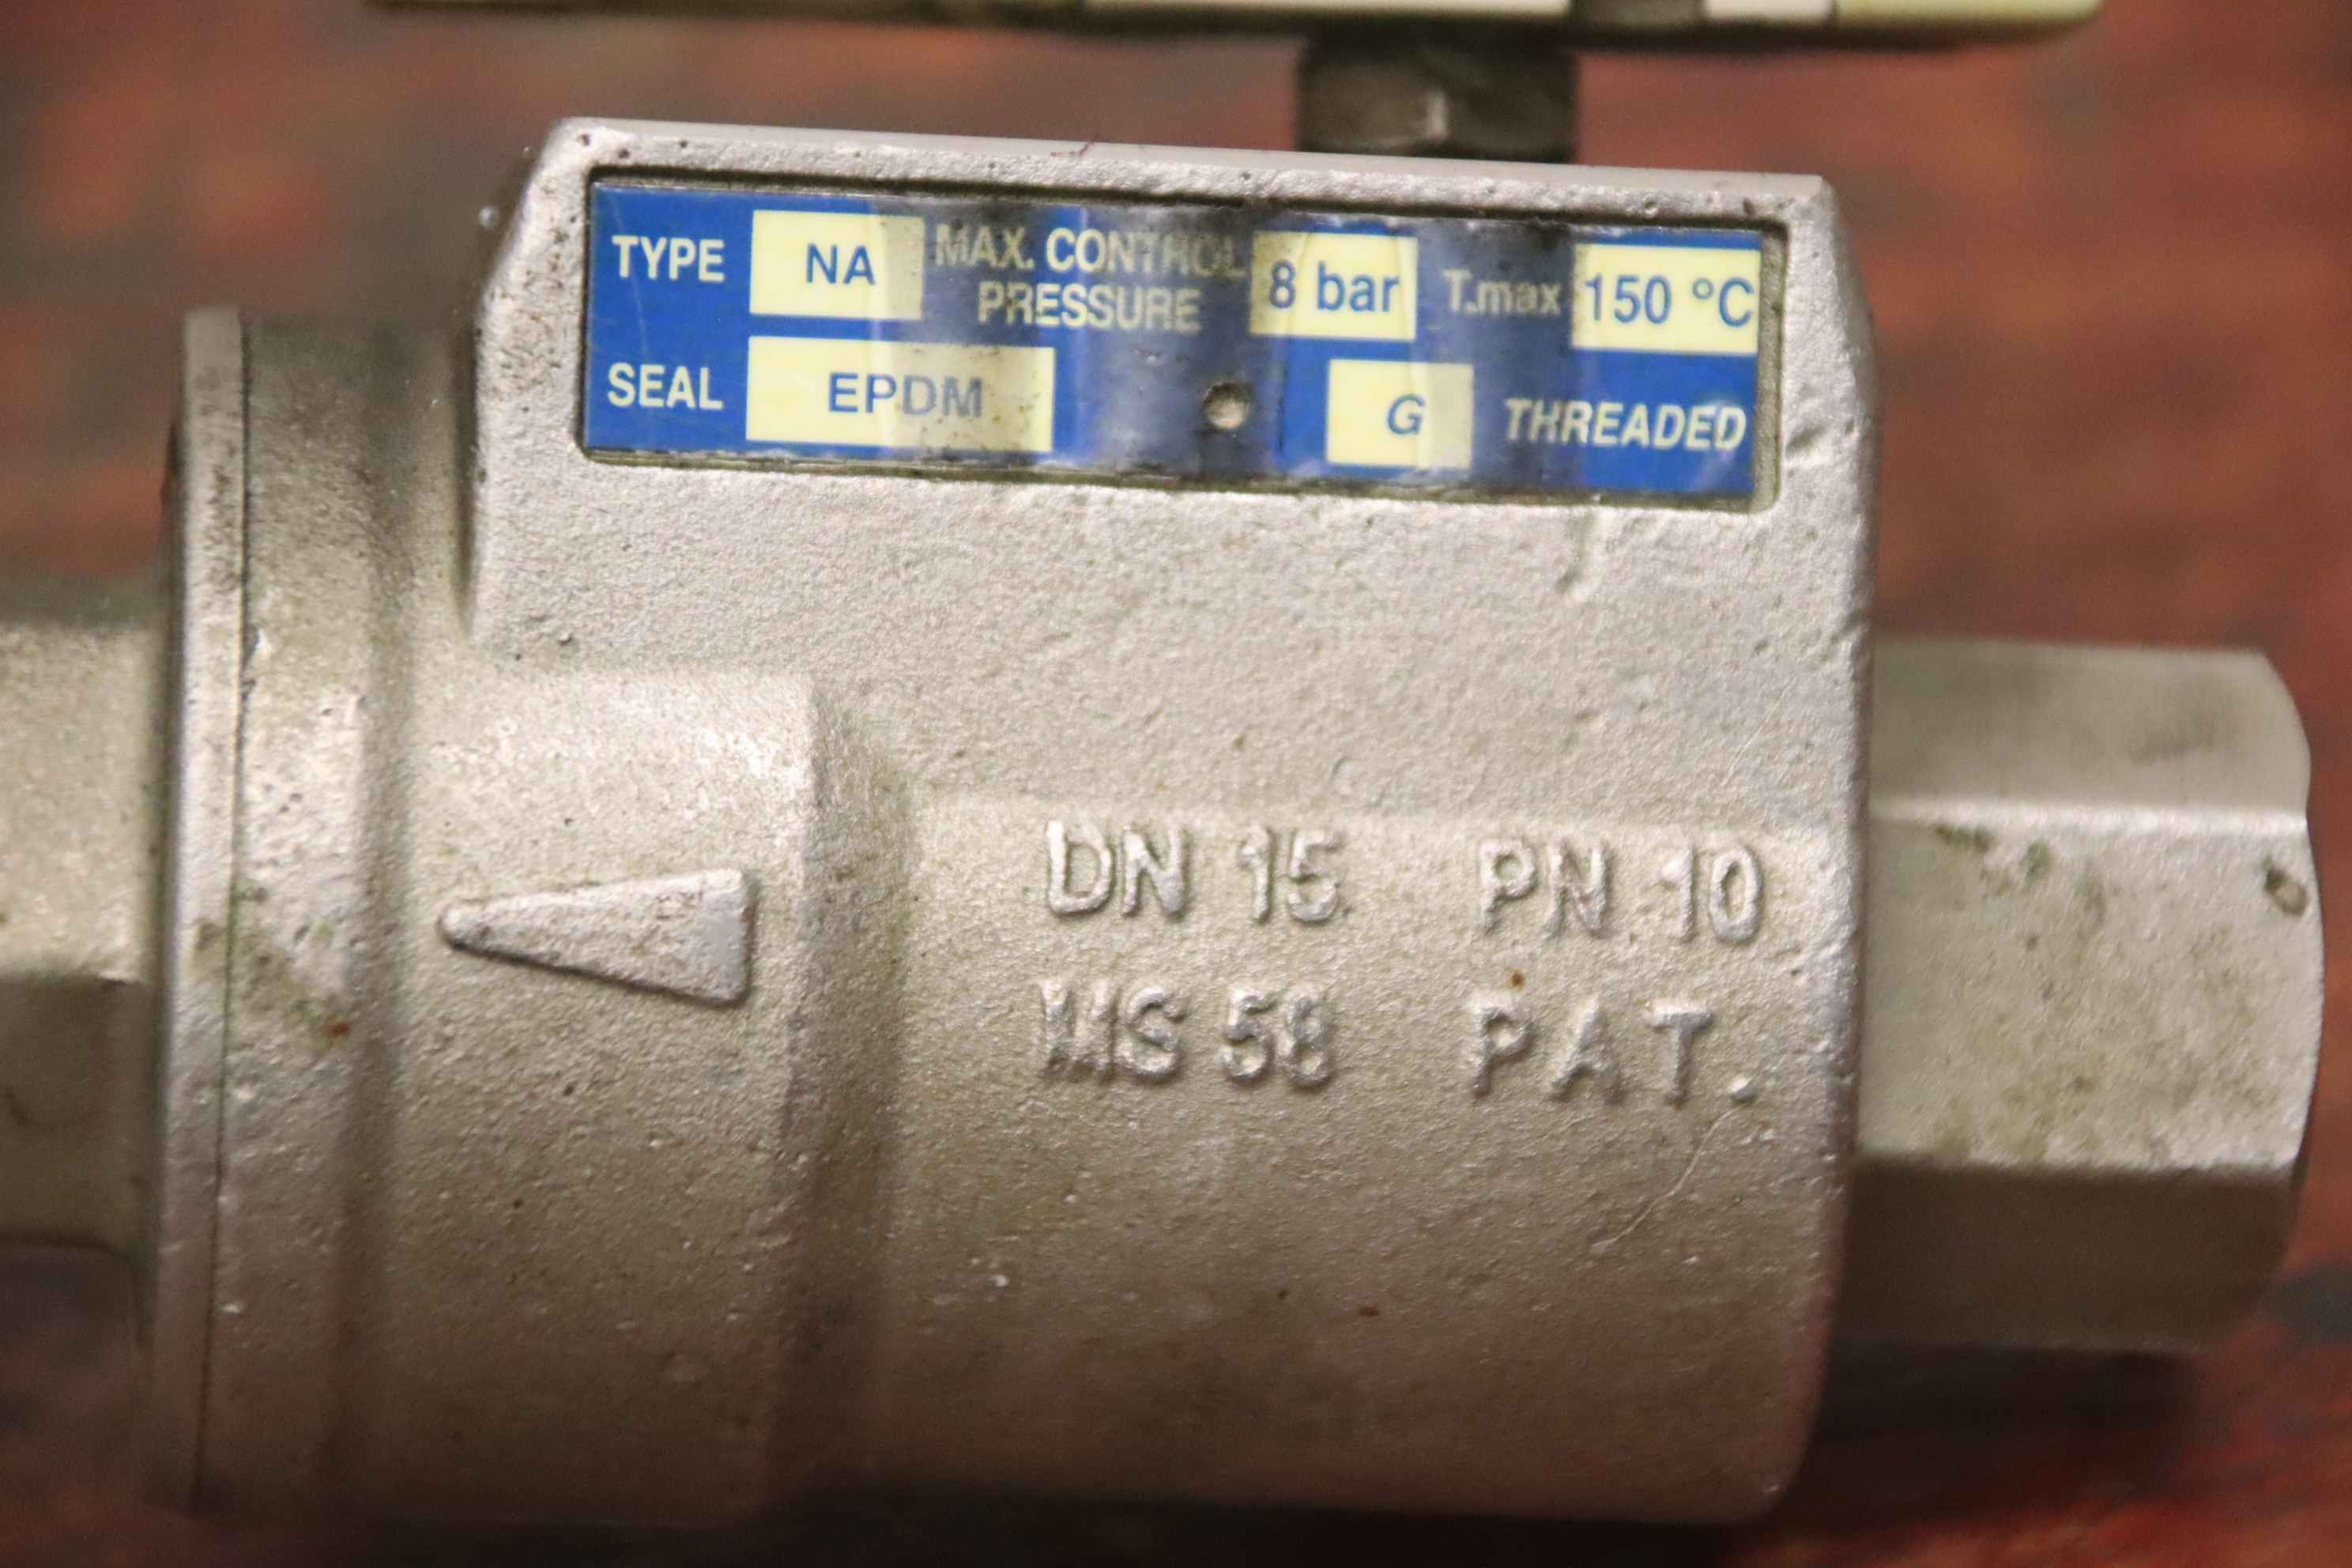 TYPE NA MAX. CONTROL PRESSURE 8 bar T.max 150 °C
SEAL EPDM G THREADED
DN 15 PN 10
MS 58 PAT.